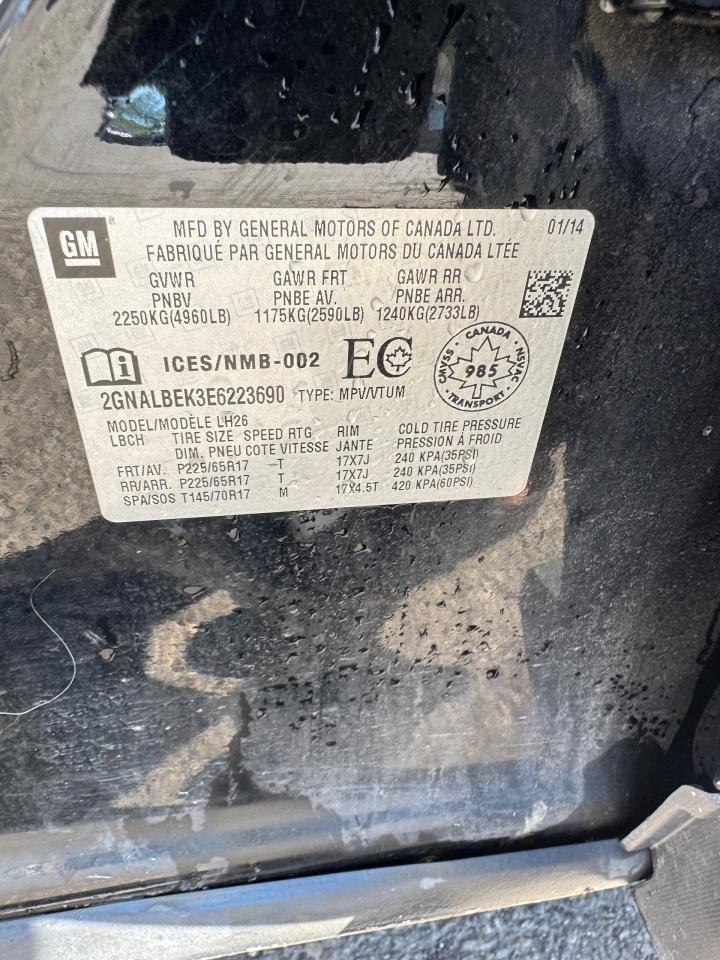 GM
MFD BY GENERAL MOTORS OF CANADA LTD. 01/14
FABRIQUÉ PAR GENERAL MOTORS DU CANADA LTÉE
GVWR GAWR FRT GAWR RR
PNBV PNBE AV. PNBE ARR.
2250KG(4960LB) 1175KG(2590LB) 1240KG(2733LB)
ICES/NMB-002 EC
CANADA
CMVSS 985 NSVAC
TRANSPORT
2GNALBEK3E6223690 TYPE: MPV/VTUM
MODEL/MODÈLE LH26
LBCH TIRE SIZE SPEED RTG RIM COLD TIRE PRESSURE
DIM. PNEU COTE VITESSE JANTE PRESSION À FROID
FRT/AV. P225/65R17 T 17X7J 240 KPA(35PSI)
RR/ARR. P225/65R17 T 17X7J 240 KPA(35PSI)
SPA/SOS T145/70R17 M 17X4.5T 420 KPA(60PSI)